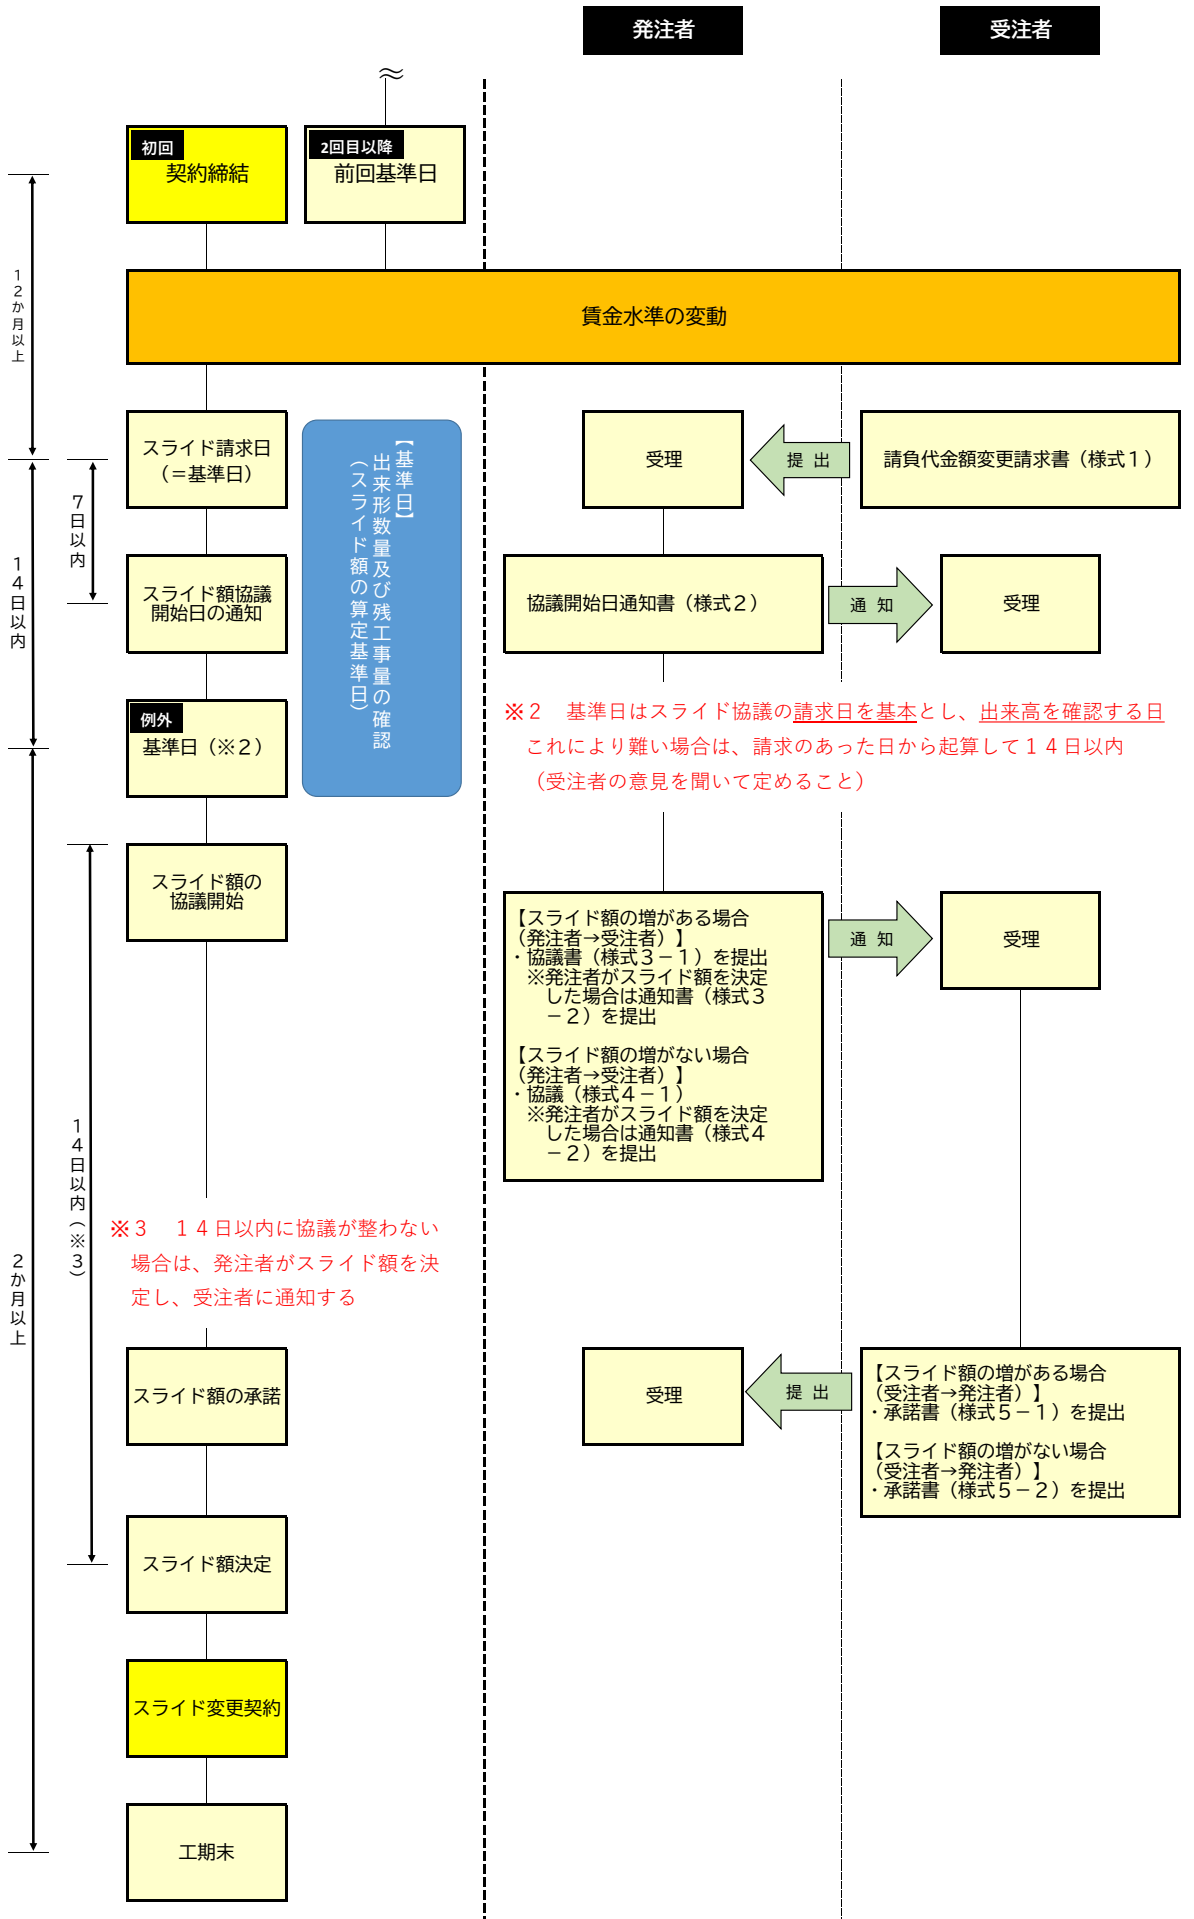 発注者
受注者
初回
契約締結
2回目以降
前回基準日
12か月以上
賃金水準の変動
スライド請求日
（＝基準日）
【基準日】
出来形数量及び残工事量の確認
（スライド額の算定基準日）
受理
提 出
請負代金額変更請求書（様式１）
7日以内
14日以内
スライド額協議
開始日の通知
協議開始日通知書（様式２）
通 知
受理
例外
基準日（※２）
※２　基準日はスライド協議の請求日を基本とし、出来高を確認する日
これにより難い場合は、請求のあった日から起算して１４日以内
（受注者の意見を聞いて定めること）
スライド額の
協議開始
【スライド額の増がある場合
（発注者→受注者）】
・協議書（様式３－１）を提出
※発注者がスライド額を決定
した場合は通知書（様式３
－２）を提出
【スライド額の増がない場合
（発注者→受注者）】
・協議（様式４－１）
※発注者がスライド額を決定
した場合は通知書（様式４
－２）を提出
通 知
受理
14日以内（※３）
※３　１４日以内に協議が整わない
場合は、発注者がスライド額を決
定し、受注者に通知する
２か月以上
スライド額の承諾
受理
提 出
【スライド額の増がある場合
（受注者→発注者）】
・承諾書（様式５－１）を提出
【スライド額の増がない場合
（受注者→発注者）】
・承諾書（様式５－２）を提出
スライド額決定
スライド変更契約
工期末